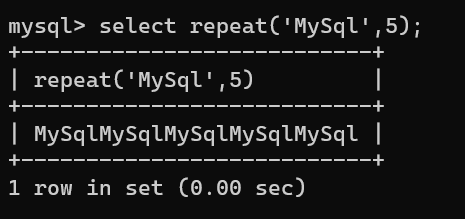 mysql> select repeat('MySql',5);
+---------------------------+
| repeat('MySql',5)         |
+---------------------------+
| MySqlMySqlMySqlMySqlMySql |
+---------------------------+
1 row in set (0.00 sec)